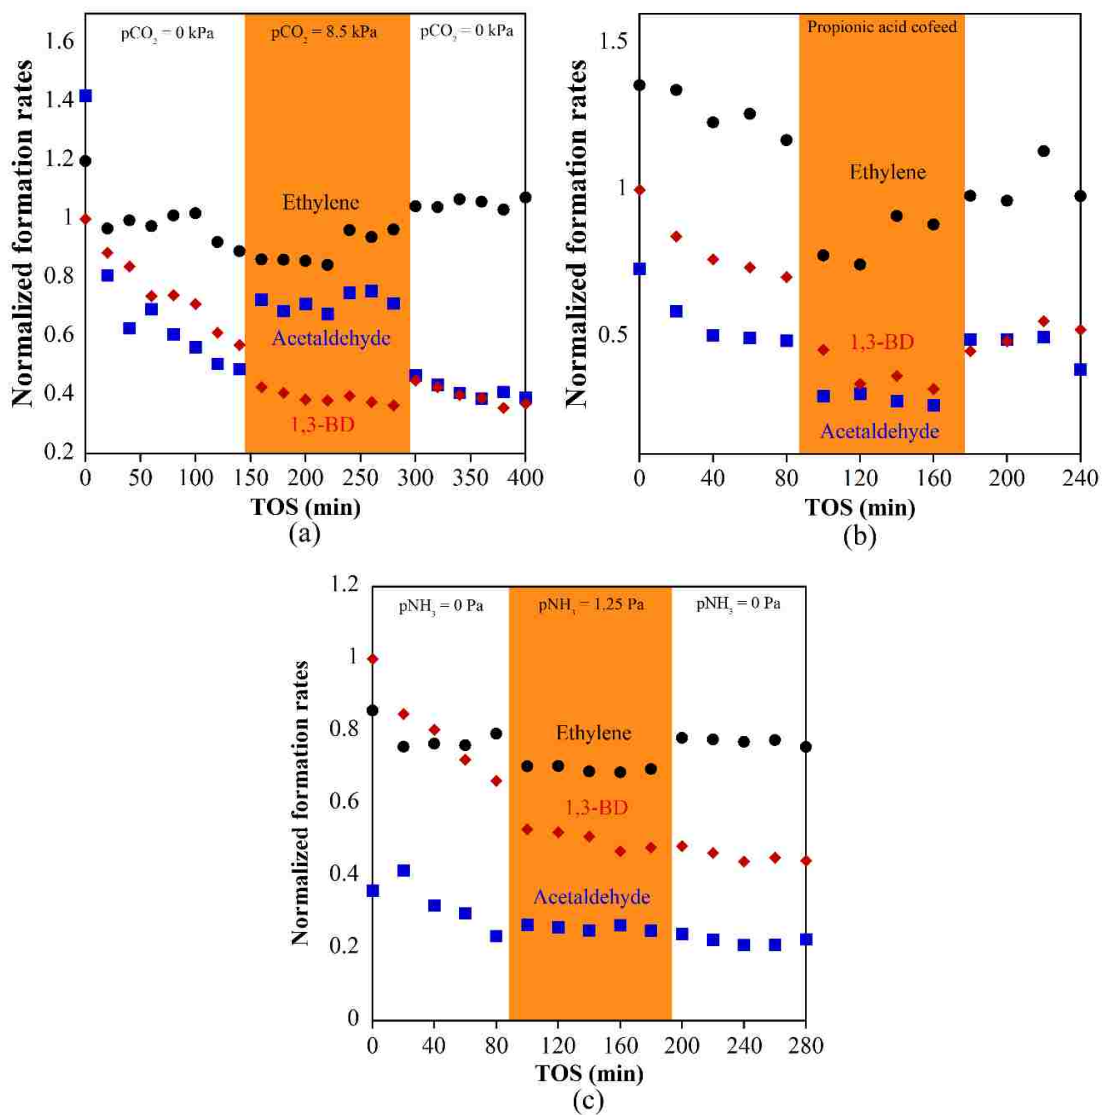 pCO₂ = 0 kPa
pCO₂ = 8.5 kPa
pCO₂ = 0 kPa
Normalized formation rates
1.6
1.4
1.2
1
0.8
0.6
0.4
0.2
Ethylene
Acetaldehyde
1,3-BD
0 50 100 150 200 250 300 350 400
TOS (min)
(a)
Propionic acid cofeed
Normalized formation rates
1.5
1
0.5
Ethylene
1,3-BD
Acetaldehyde
0 40 80 120 160 200 240
TOS (min)
(b)
pNH₃ = 0 Pa
pNH₃ = 1,25 Pa
pNH₃ = 0 Pa
Normalized formation rates
1.2
1
0.8
0.6
0.4
0.2
0
Ethylene
1,3-BD
Acetaldehyde
0 40 80 120 160 200 240 280
TOS (min)
(c)